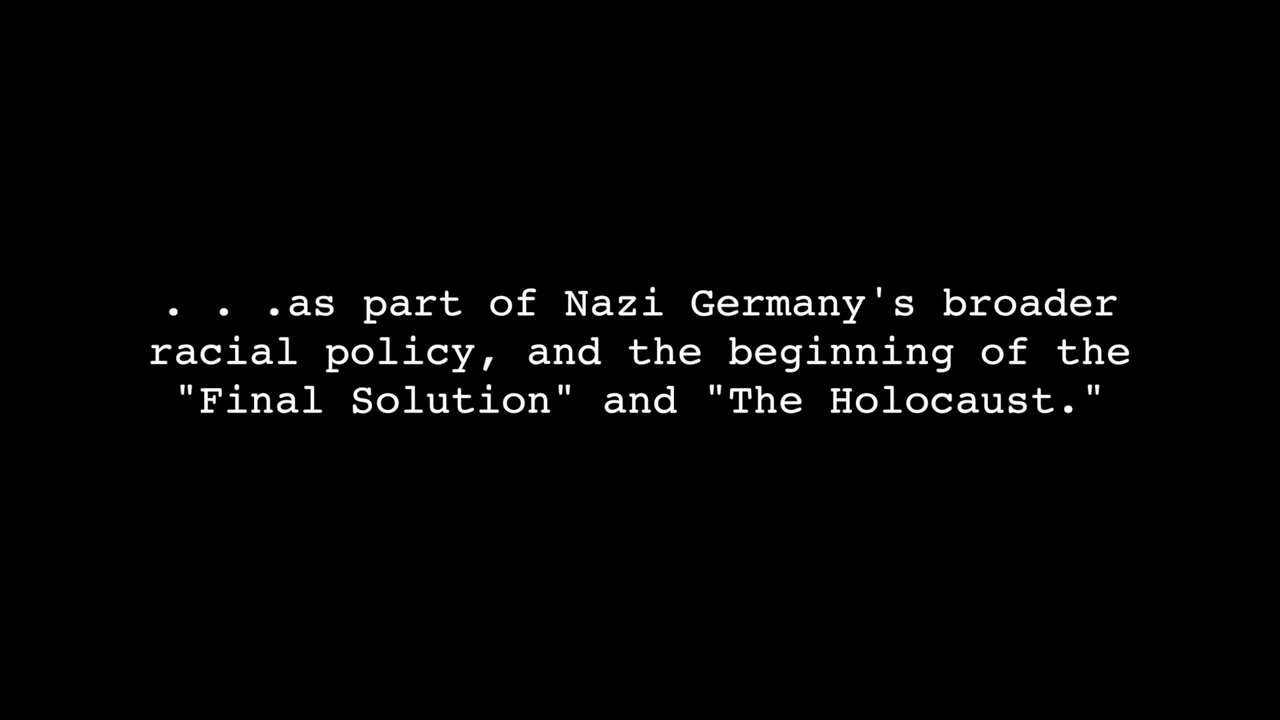 . . .as part of Nazi Germany's broader
racial policy, and the beginning of the
"Final Solution" and "The Holocaust."